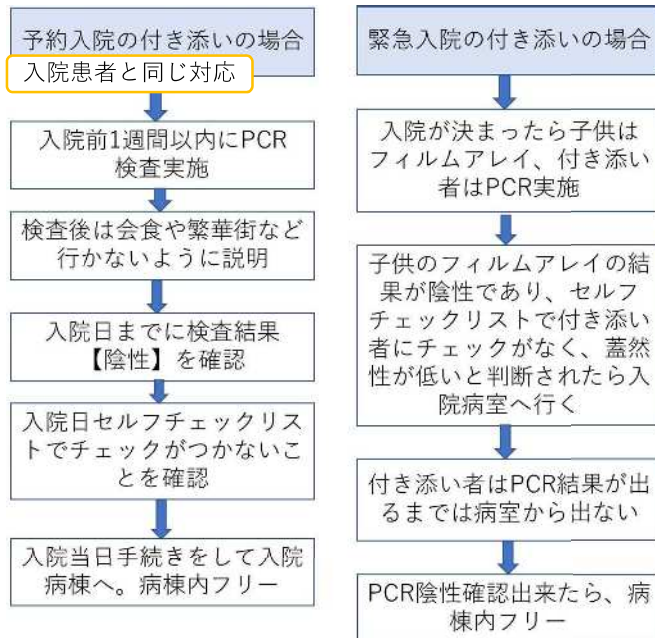 予約入院の付き添いの場合
入院患者と同じ対応
入院前1週間以内にPCR
検査実施
検査後は会食や繁華街など
行かないように説明
入院日までに検査結果
【陰性】を確認
入院日セルフチェックリス
トでチェックがつかないこ
とを確認
入院当日手続きをして入院
病棟へ。病棟内フリー
緊急入院の付き添いの場合
入院が決まったら子供は
フィルムアレイ、付き添い
者はPCR実施
子供のフィルムアレイの結
果が陰性であり、セルフ
チェックリストで付き添い
者にチェックがなく、蓋然
性が低いと判断されたら入
院病室へ行く
付き添い者はPCR結果が出
るまでは病室から出ない
PCR陰性確認出来たら、病
棟内フリー